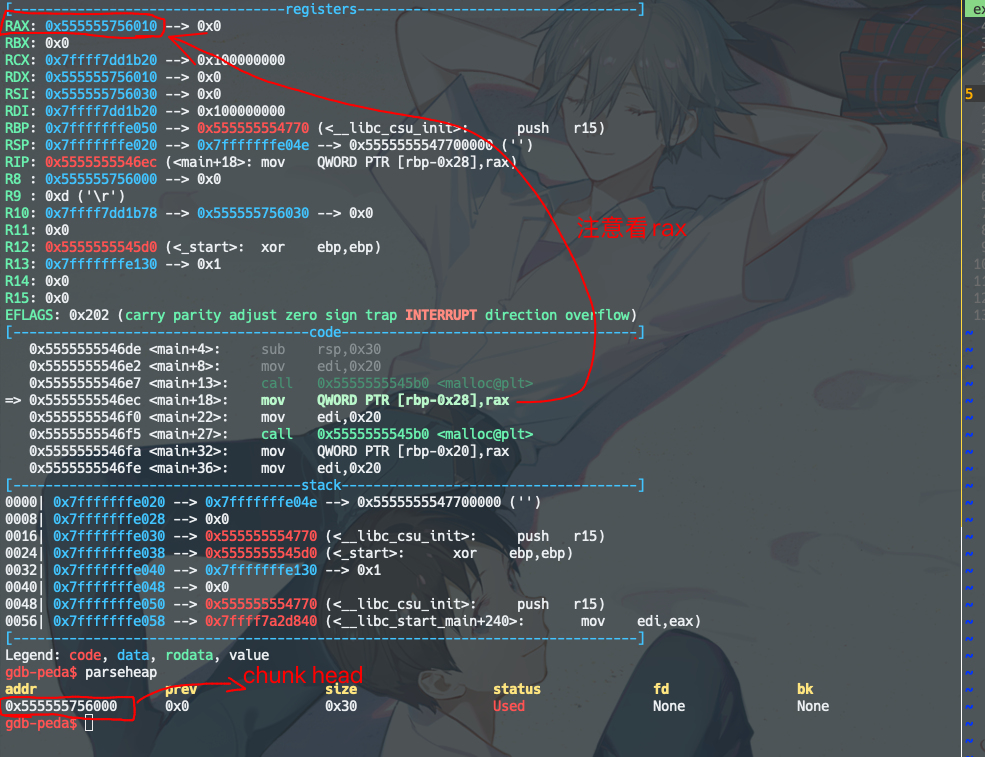 [----------------------------------registers-----------------------------------]
ex
RAX: 0x555555756010 --> 0x0
RBX: 0x0
RCX: 0x7ffff7dd1b20 --> 0x100000000
RDX: 0x555555756010 --> 0x0
RSI: 0x555555756030 --> 0x0
RDI: 0x7ffff7dd1b20 --> 0x100000000
5
RBP: 0x7fffffffe050 --> 0x555555554770 (<__libc_csu_init>: push r15)
RSP: 0x7fffffffe020 --> 0x7fffffffe04e --> 0x5555555547700000 ('')
RIP: 0x5555555546ec (<main+18>: mov QWORD PTR [rbp-0x28],rax)
R8 : 0x555555756000 --> 0x0
R9 : 0xd ('\r')
R10: 0x7ffff7dd1b78 --> 0x555555756030 --> 0x0
R11: 0x0
注意看rax
R12: 0x5555555545d0 (<_start>: xor ebp,ebp)
R13: 0x7fffffffe130 --> 0x1
10
R14: 0x0
11
R15: 0x0
12
EFLAGS: 0x202 (carry parity adjust zero sign trap INTERRUPT direction overflow)
13
[-------------------------------------code-------------------------------------]
0x5555555546de <main+4>: sub rsp,0x30
0x5555555546e2 <main+8>: mov edi,0x20
0x5555555546e7 <main+13>: call 0x5555555545b0 <malloc@plt>
=> 0x5555555546ec <main+18>: mov QWORD PTR [rbp-0x28],rax
0x5555555546f0 <main+22>: mov edi,0x20
0x5555555546f5 <main+27>: call 0x5555555545b0 <malloc@plt>
0x5555555546fa <main+32>: mov QWORD PTR [rbp-0x20],rax
0x5555555546fe <main+36>: mov edi,0x20
[------------------------------------stack-------------------------------------]
0000| 0x7fffffffe020 --> 0x7fffffffe04e --> 0x5555555547700000 ('')
0008| 0x7fffffffe028 --> 0x0
0016| 0x7fffffffe030 --> 0x555555554770 (<__libc_csu_init>: push r15)
0024| 0x7fffffffe038 --> 0x5555555545d0 (<_start>: xor ebp,ebp)
0032| 0x7fffffffe040 --> 0x7fffffffe130 --> 0x1
0040| 0x7fffffffe048 --> 0x0
0048| 0x7fffffffe050 --> 0x555555554770 (<__libc_csu_init>: push r15)
0056| 0x7fffffffe058 --> 0x7ffff7a2d840 (<__libc_start_main+240>: mov edi,eax)
[------------------------------------------------------------------------------]
Legend: code, data, rodata, value
gdb-peda$ parseheap
chunk head
addr prev size status fd bk
0x555555756000 0x0 0x30 Used None None
gdb-peda$